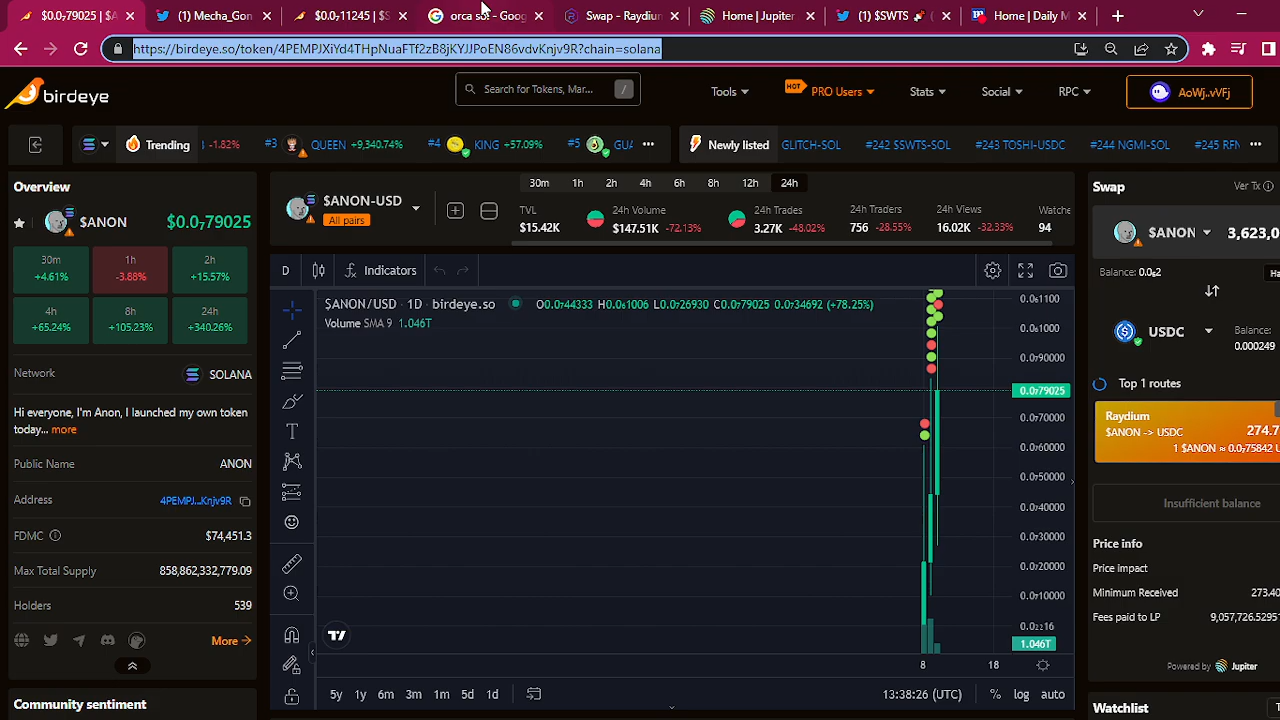 $0.0₇79025 | $A
(1) Mecha_Gon
$0.0₇11245 | $S
orca sol - Goog
Swap - Raydium
Home | Jupiter
(1) $SWTS
Home | Daily M
https://birdeye.so/token/4PEMPJXiYd4THpNuaFTf2zB8jKYJJPoEN86vdvKnjv9R?chain=solana
birdeye
Search for Tokens, Mar... /
Tools
HOT PRO Users
Stats
Social
RPC
AoWj..vVFj
Trending
-1.82%
#3 QUEEN +9,340.74%
#4 KING +57.09%
#5 GUA
Newly listed
GLITCH-SOL
#242 SSWTS-SOL
#243 TOSHI-USDC
#244 NGMI-SOL
#245 RFN
Overview
$ANON $0.0₇79025
30m 1h 2h
+4.61% -3.88% +15.57%
4h 8h 24h
+65.24% +105.23% +340.26%
Network SOLANA
Hi everyone, I'm Anon, I launched my own token
today... more
Public Name ANON
Address 4PEMPJ...Knjv9R
FDMC $74,451.3
Max Total Supply 858,862,332,779.09
Holders 539
More
Community sentiment
30m 1h 2h 4h 6h 8h 12h 24h
$ANON-USD
All pairs
TVL
$15.42K
24h Volume
$147.51K -72.13%
24h Trades
3.27K -48.02%
24h Traders
756 -28.55%
24h Views
16.02K -32.33%
Watche
94
D Indicators
$ANON/USD · 1D · birdeye.so O0.0₇44333 H0.0₆1006 L0.0₇26930 C0.0₇79025 0.0₇34692 (+78.25%)
Volume SMA 9 1.046T
0.0₆1100
0.0₆1000
0.0₇90000
0.0₇79025
0.0₇70000
0.0₇60000
0.0₇50000
0.0₇40000
0.0₇30000
0.0₇20000
0.0₇10000
0.0₂₂16
1.046T
8 18
5y 1y 6m 3m 1m 5d 1d
13:38:26 (UTC) % log auto
Swap
Ver Tx
$ANON 3,623,0
Balance: 0.0₆2
Ha
USDC
Balance:
0.000249
Top 1 routes
Raydium
$ANON -> USDC 274.7
1 $ANON ≈ 0.0₇75842 U
Insufficient balance
Price info
Price impact
Minimum Received 273.40
Fees paid to LP 9,057,726.5295
Powered by Jupiter
Watchlist